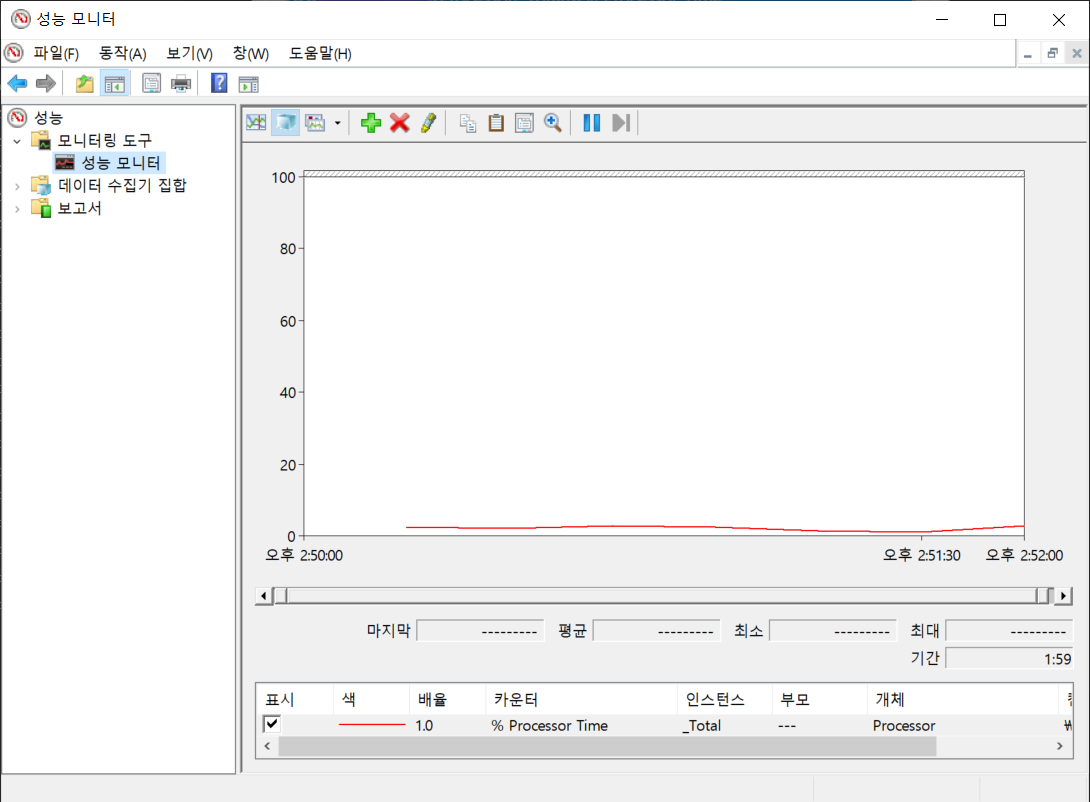 성능 모니터
파일(F) 동작(A) 보기(V) 창(W) 도움말(H)
성능
모니터링 도구
성능 모니터
데이터 수집기 집합
보고서
100
80
60
40
20
0
오후 2:50:00 오후 2:51:30 오후 2:52:00
마지막 --------- 평균 --------- 최소 --------- 최대 ---------
기간 1:59
표시 색 배율 카운터 인스턴스 부모 개체
1.0 % Processor Time _Total --- Processor